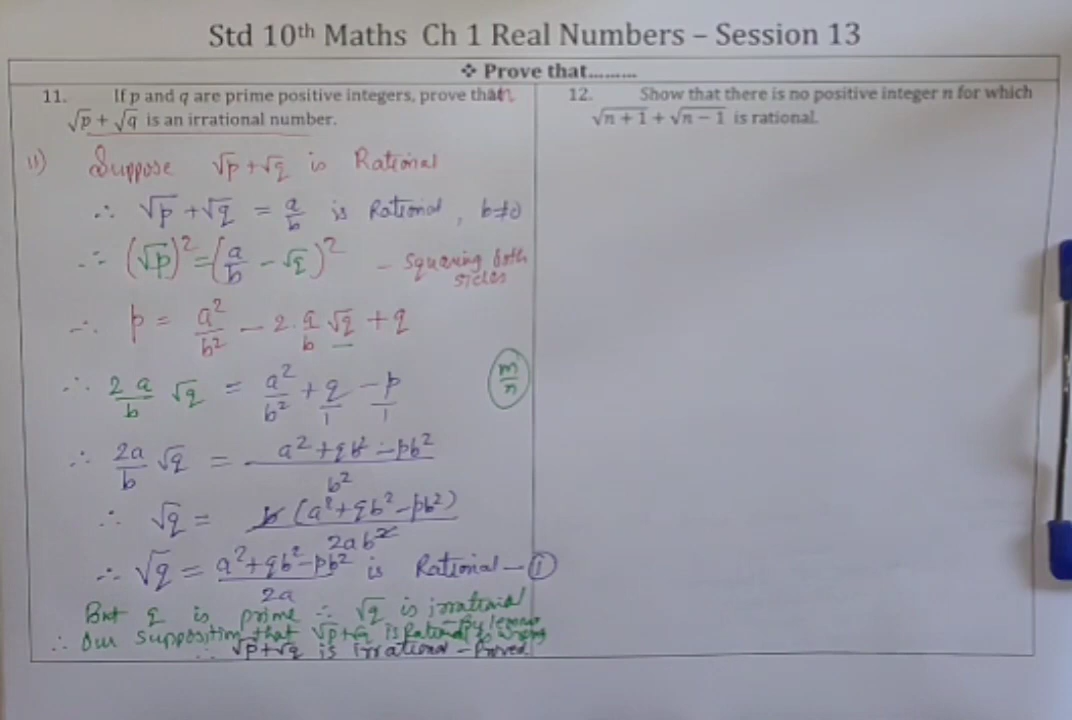 Std 10th Maths Ch 1 Real Numbers – Session 13
❖ Prove that.........
11. If p and q are prime positive integers, prove that
√p + √q is an irrational number.
11) Suppose √p + √q is Rational
∴ √p + √q = a/b is Rational, b≠0
∴ (√p)² = (a/b - √q)² - Squaring both sides
∴ p = a²/b² - 2. a/b √q + q
∴ 2 a/b √q = a²/b² + q/1 - p/1
m/n
∴ 2a/b √q = (a² + qb² - pb²)/b²
∴ √q = b(a² + qb² - pb²)/2ab²
∴ √q = (a² + qb² - pb²)/2a is Rational - ①
But q is prime ∴ √q is irrational
∴ Our supposition that √p+√q is Rational is wrong
∴ √p+√q is irrational - Proved
12. Show that there is no positive integer n for which
√n + 1 + √n − 1 is rational.